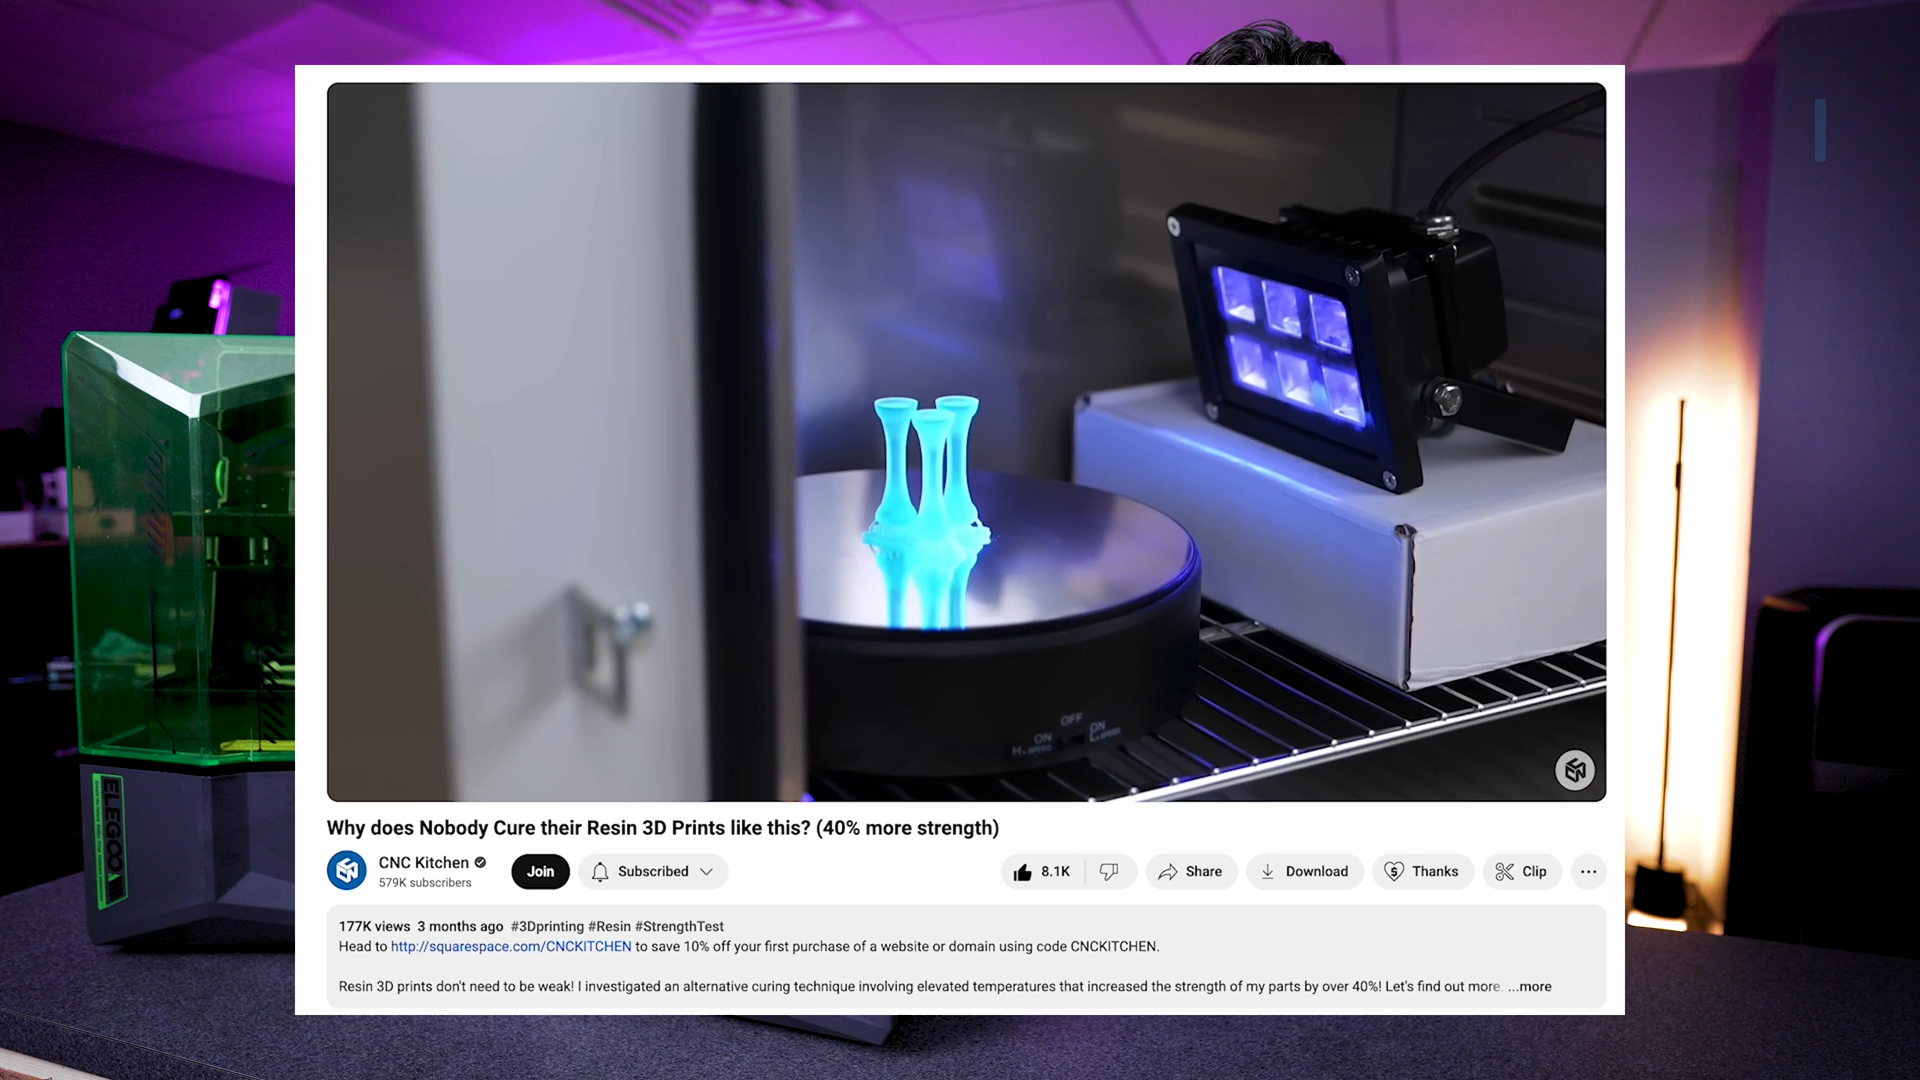 OFF
ON
ON
H. SPEED
L. SPEED
Why does Nobody Cure their Resin 3D Prints like this? (40% more strength)
CNC Kitchen
579K subscribers
Join
Subscribed
8.1K
Share
Download
Thanks
Clip
177K views 3 months ago #3Dprinting #Resin #StrengthTest
Head to http://squarespace.com/CNCKITCHEN to save 10% off your first purchase of a website or domain using code CNCKITCHEN.
Resin 3D prints don't need to be weak! I investigated an alternative curing technique involving elevated temperatures that increased the strength of my parts by over 40%! Let's find out more. ...more
ELEGOO